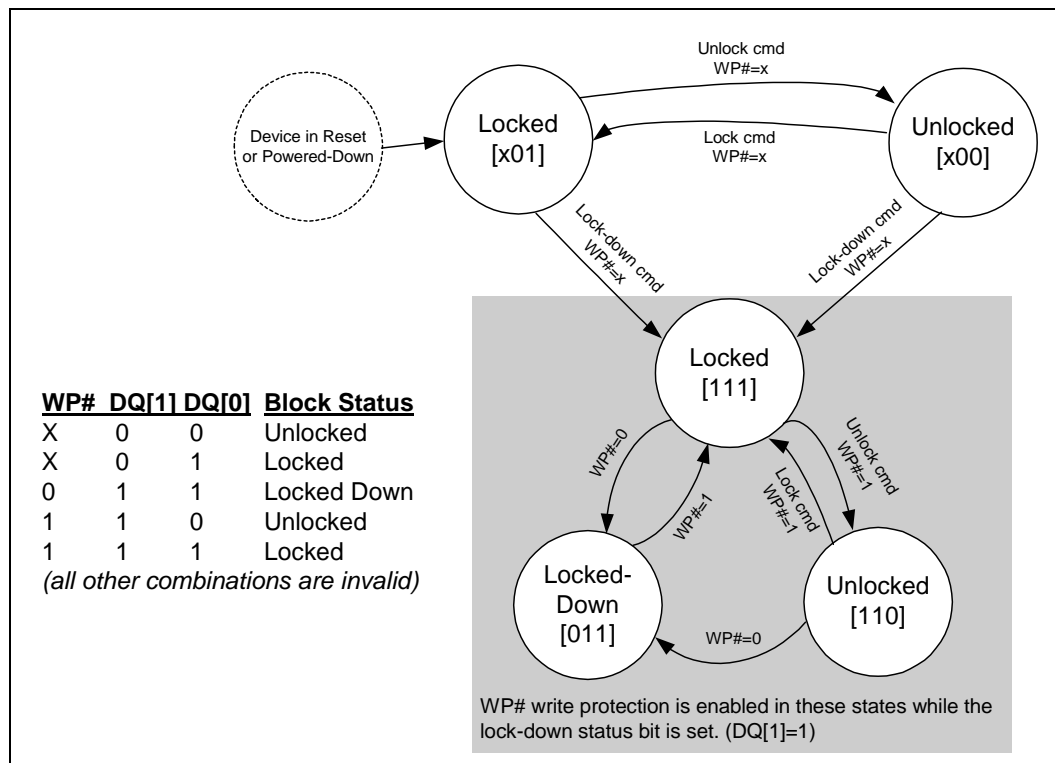 Unlock cmd
WP#=x
Device in Reset
or Powered-Down
Locked
[x01]
Lock cmd
WP#=x
Unlocked
[x00]
Lock-down cmd
WP#=x
Lock-down cmd
WP#=x
Locked
[111]
WP# DQ[1] DQ[0] Block Status
X 0 0 Unlocked
X 0 1 Locked
0 1 1 Locked Down
1 1 0 Unlocked
1 1 1 Locked
(all other combinations are invalid)
WP#=0
WP#=1
Unlock cmd
WP#=1
Lock cmd
WP#=1
Locked-
Down
[011]
Unlocked
[110]
WP#=0
WP# write protection is enabled in these states while the
lock-down status bit is set. (DQ[1]=1)